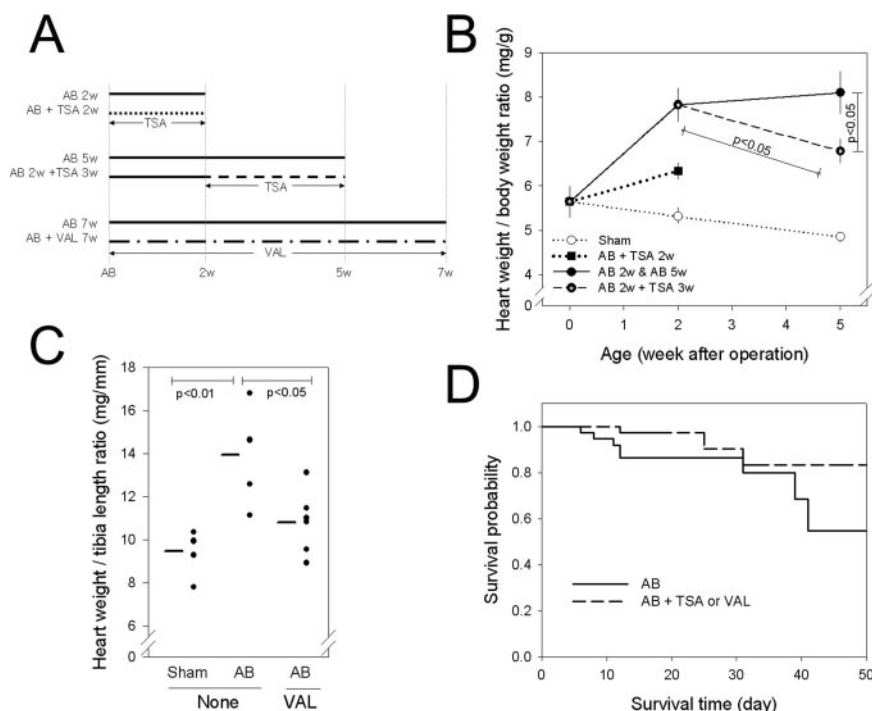 A
AB 2w
AB + TSA 2w
TSA
AB 5w
AB 2w +TSA 3w
TSA
AB 7w
AB + VAL 7w
VAL
AB 2w 5w 7w
B
Heart weight / body weight ratio (mg/g)
9
8
7
6
5
4
0
p<0.05
p<0.05
Sham
AB + TSA 2w
AB 2w & AB 5w
AB 2w + TSA 3w
0 1 2 3 4 5
Age (week after operation)
C
Heart weight / tibia length ratio (mg/mm)
18
16
14
12
10
8
6
0
p<0.01 p<0.05
Sham AB AB
None VAL
D
Survival probability
1.0
0.8
0.6
0.4
0.2
0.0
AB
AB + TSA or VAL
0 10 20 30 40 50
Survival time (day)